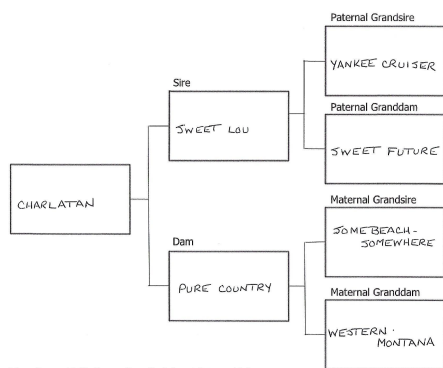 Paternal Grandsire
YANKEE CRUISER
Sire
SWEET LOU
Paternal Granddam
SWEET FUTURE
CHARLATAN
Maternal Grandsire
SOMEBEACH-
SOMEWHERE
Dam
PURE COUNTRY
Maternal Granddam
WESTERN
MONTANA